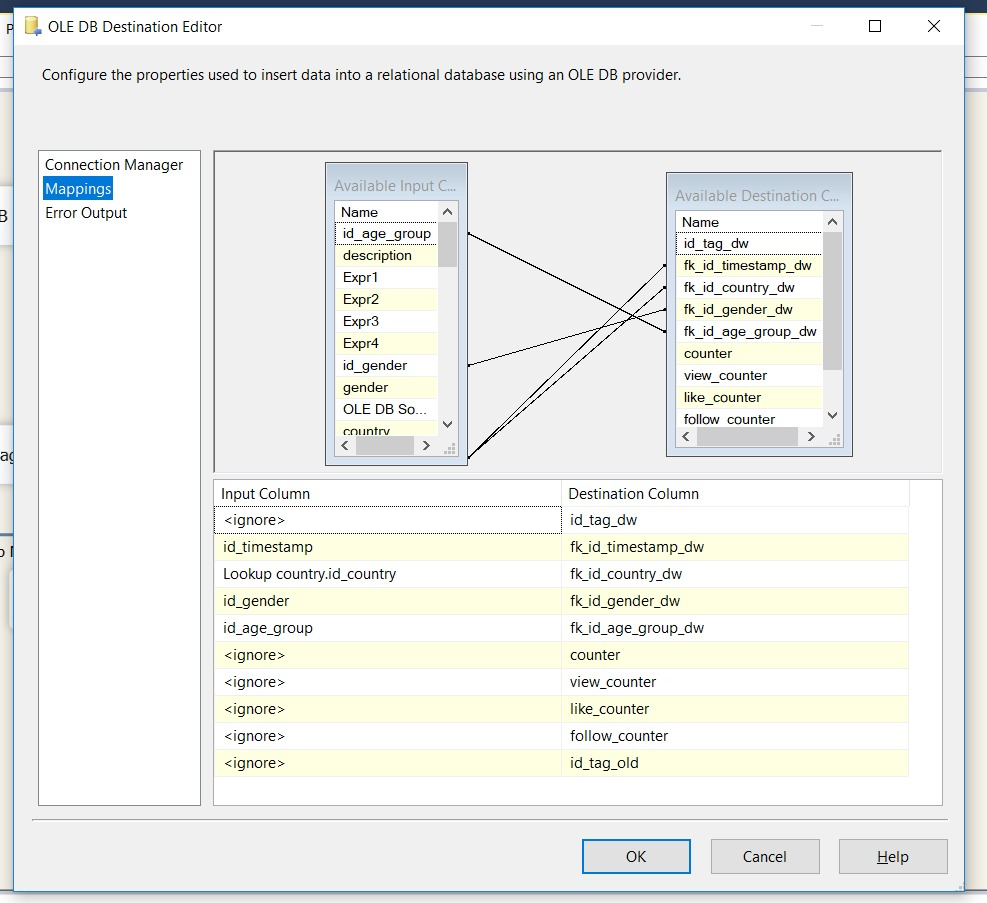 OLE DB Destination Editor
Configure the properties used to insert data into a relational database using an OLE DB provider.
Connection Manager
Mappings
Error Output
Available Input C...
Name
id_age_group
description
Expr1
Expr2
Expr3
Expr4
id_gender
gender
OLE DB So...
country
Available Destination C...
Name
id_tag_dw
fk_id_timestamp_dw
fk_id_country_dw
fk_id_gender_dw
fk_id_age_group_dw
counter
view_counter
like_counter
follow_counter
Input Column Destination Column
<ignore> id_tag_dw
id_timestamp fk_id_timestamp_dw
Lookup country.id_country fk_id_country_dw
id_gender fk_id_gender_dw
id_age_group fk_id_age_group_dw
<ignore> counter
<ignore> view_counter
<ignore> like_counter
<ignore> follow_counter
<ignore> id_tag_old
OK Cancel Help